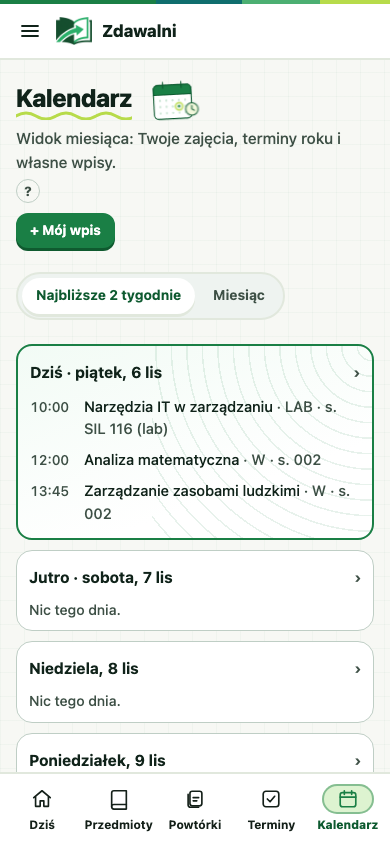 Zdawalni
Kalendarz
Widok miesiąca: Twoje zajęcia, terminy roku i
własne wpisy.
?
+ Mój wpis
Najbliższe 2 tygodnie
Miesiąc
Dziś · piątek, 6 lis ›
10:00 Narzędzia IT w zarządzaniu · LAB · s.
SIL 116 (lab)
12:00 Analiza matematyczna · W · s. 002
13:45 Zarządzanie zasobami ludzkimi · W · s.
002
Jutro · sobota, 7 lis ›
Nic tego dnia.
Niedziela, 8 lis ›
Nic tego dnia.
Poniedziałek, 9 lis ›
Dziś Przedmioty Powtórki Terminy Kalendarz